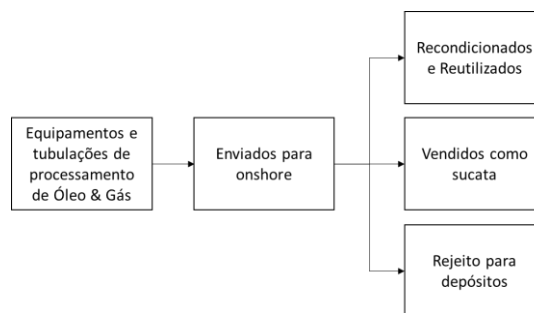 Equipamentos e
tubulações de
processamento
de Óleo & Gás
Enviados para
onshore
Recondicionados
e Reutilizados
Vendidos como
sucata
Rejeito para
depósitos